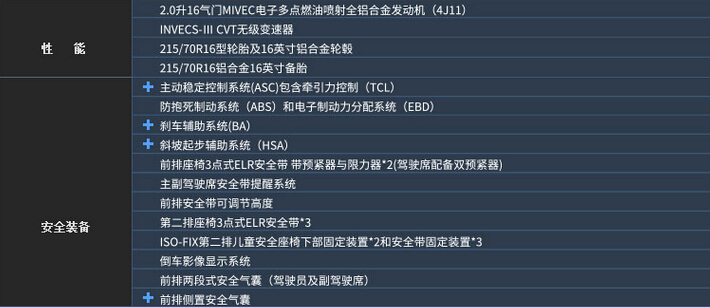 2.0升16气门MIVEC电子多点燃油喷射全铝合金发动机（4J11）
INVECS-III CVT无级变速器
性 能
215/70R16型轮胎及16英寸铝合金轮毂
215/70R16铝合金16英寸备胎
主动稳定控制系统(ASC)包含牵引力控制（TCL）
防抱死制动系统（ABS）和电子制动力分配系统（EBD）
刹车辅助系统(BA)
斜坡起步辅助系统（HSA）
前排座椅3点式ELR安全带 带预紧器与限力器*2(驾驶席配备双预紧器)
主副驾驶席安全带提醒系统
前排安全带可调节高度
安全装备
第二排座椅3点式ELR安全带*3
ISO-FIX第二排儿童安全座椅下部固定装置*2和安全带固定装置*3
倒车影像显示系统
前排两段式安全气囊（驾驶员及副驾驶席）
前排侧置安全气囊